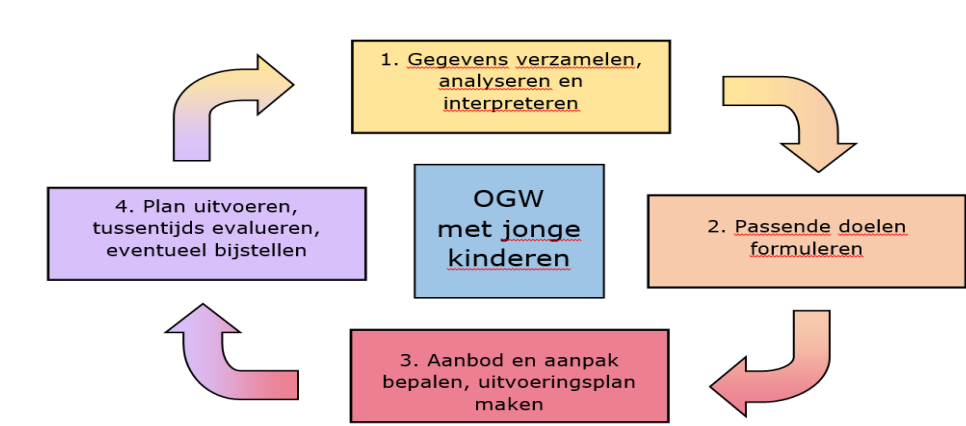 1. Gegevens verzamelen,
analyseren en
interpreteren
2. Passende doelen
formuleren
3. Aanbod en aanpak
bepalen, uitvoeringsplan
maken
4. Plan uitvoeren,
tussentijds evalueren,
eventueel bijstellen
OGW
met jonge
kinderen